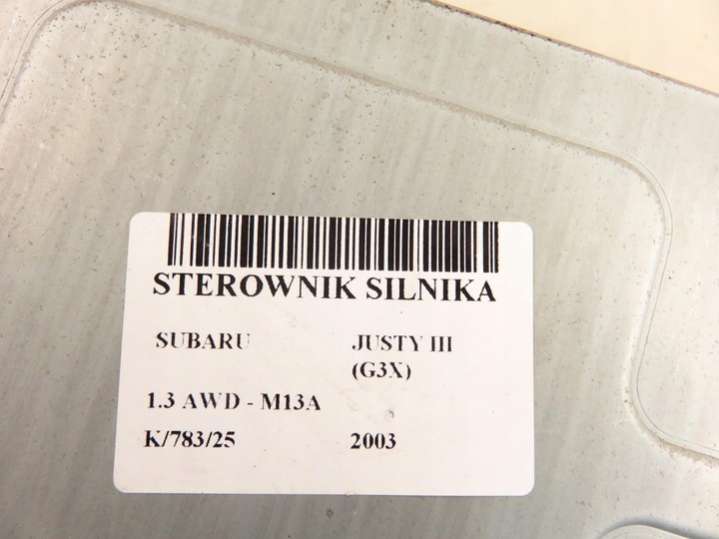 STEROWNIK SILNIKA
SUBARU JUSTY III
(G3X)
1.3 AWD - M13A
K/783/25 2003